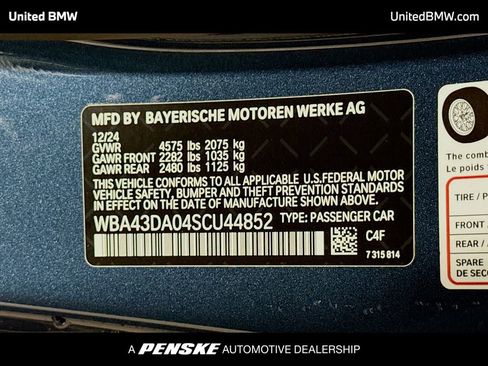 United BMW
UnitedBMW.com
MFD BY BAYERISCHE MOTOREN WERKE AG
12/24
GVWR 4575 lbs 2075 kg
GAWR FRONT 2282 lbs 1035 kg
GAWR REAR 2480 lbs 1125 kg
THIS VEHICLE CONFORMS TO ALL APPLICABLE U.S.FEDERAL MOTOR
VEHICLE SAFETY, BUMPER AND THEFT PREVENTION STANDARDS
IN EFFECT ON THE DATE OF MANUFACTURE SHOWN ABOVE.
WBA43DA04SCU44852 TYPE: PASSENGER CAR
C4F
7 315 814
The comb
Le poids
TIRE / P
FRONT /
REAR / A
SPARE
DE SECO
A PENSKE AUTOMOTIVE DEALERSHIP